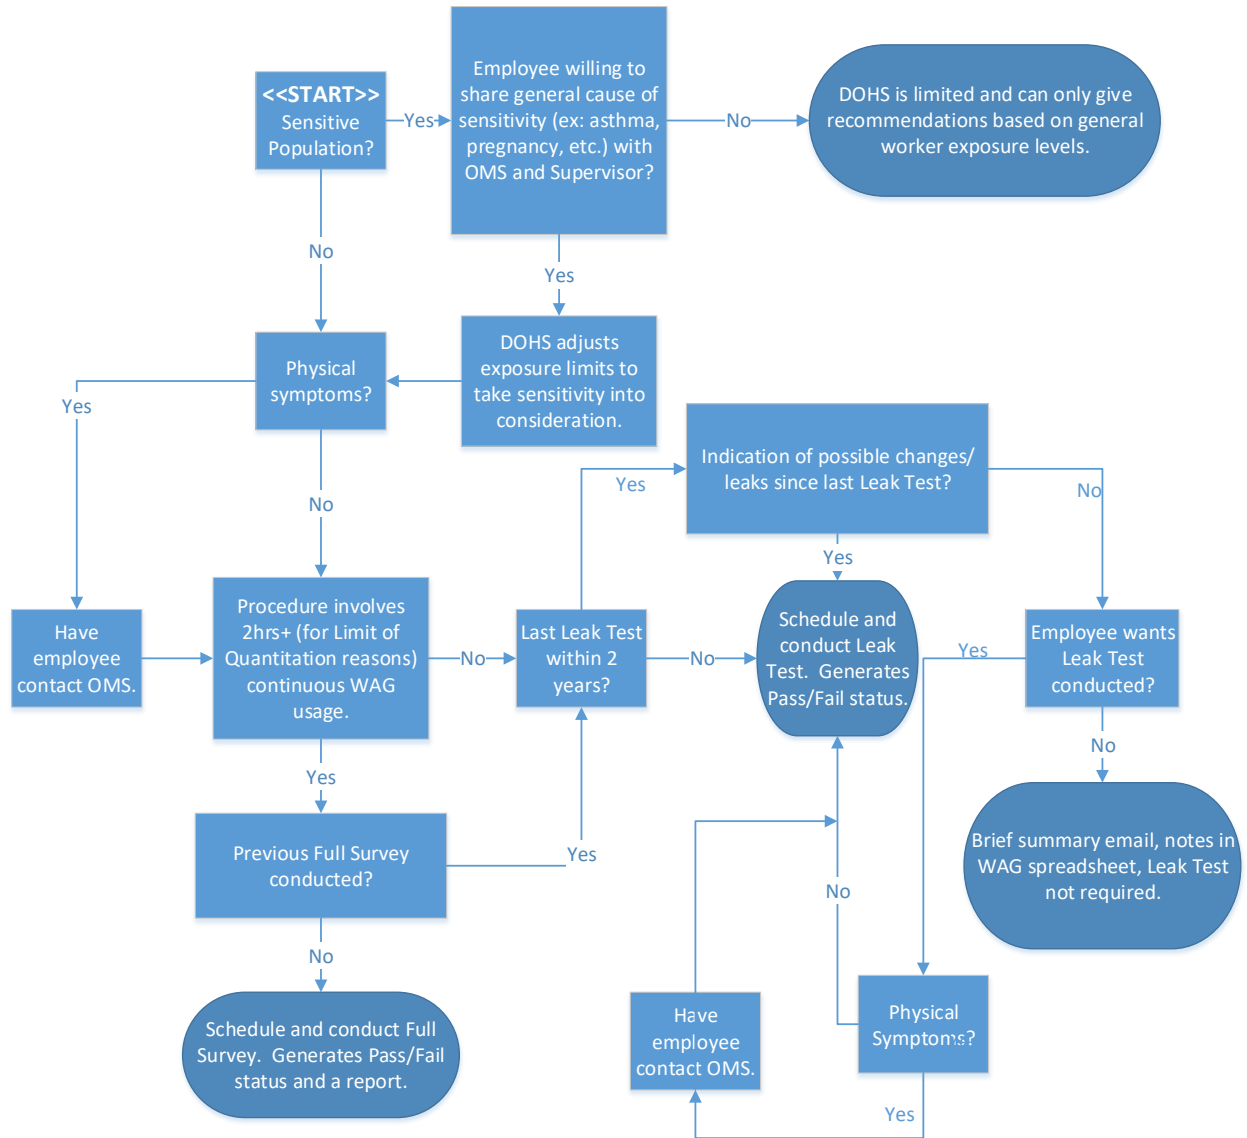 <<START>>
Sensitive
Population?
Yes
Employee willing to
share general cause of
sensitivity (ex: asthma,
pregnancy, etc.) with
OMS and Supervisor?
No
DOHS is limited and can only give
recommendations based on general
worker exposure levels.
No
Yes
Physical
symptoms?
DOHS adjusts
exposure limits to
take sensitivity into
consideration.
Yes
No
Have
employee
contact OMS.
Procedure involves
2hrs+ (for Limit of
Quantitation reasons)
continuous WAG
usage.
No
Last Leak Test
within 2
years?
Yes
Indication of possible changes/
leaks since last Leak Test?
No
Yes
No
Schedule and
conduct Leak
Test.  Generates
Pass/Fail status.
Yes
Employee wants
Leak Test
conducted?
No
Brief summary email, notes in
WAG spreadsheet, Leak Test
not required.
Yes
Previous Full Survey
conducted?
Yes
No
Schedule and conduct Full
Survey.  Generates Pass/Fail
status and a report.
No
Have
employee
contact OMS.
Physical
Symptoms?
Yes